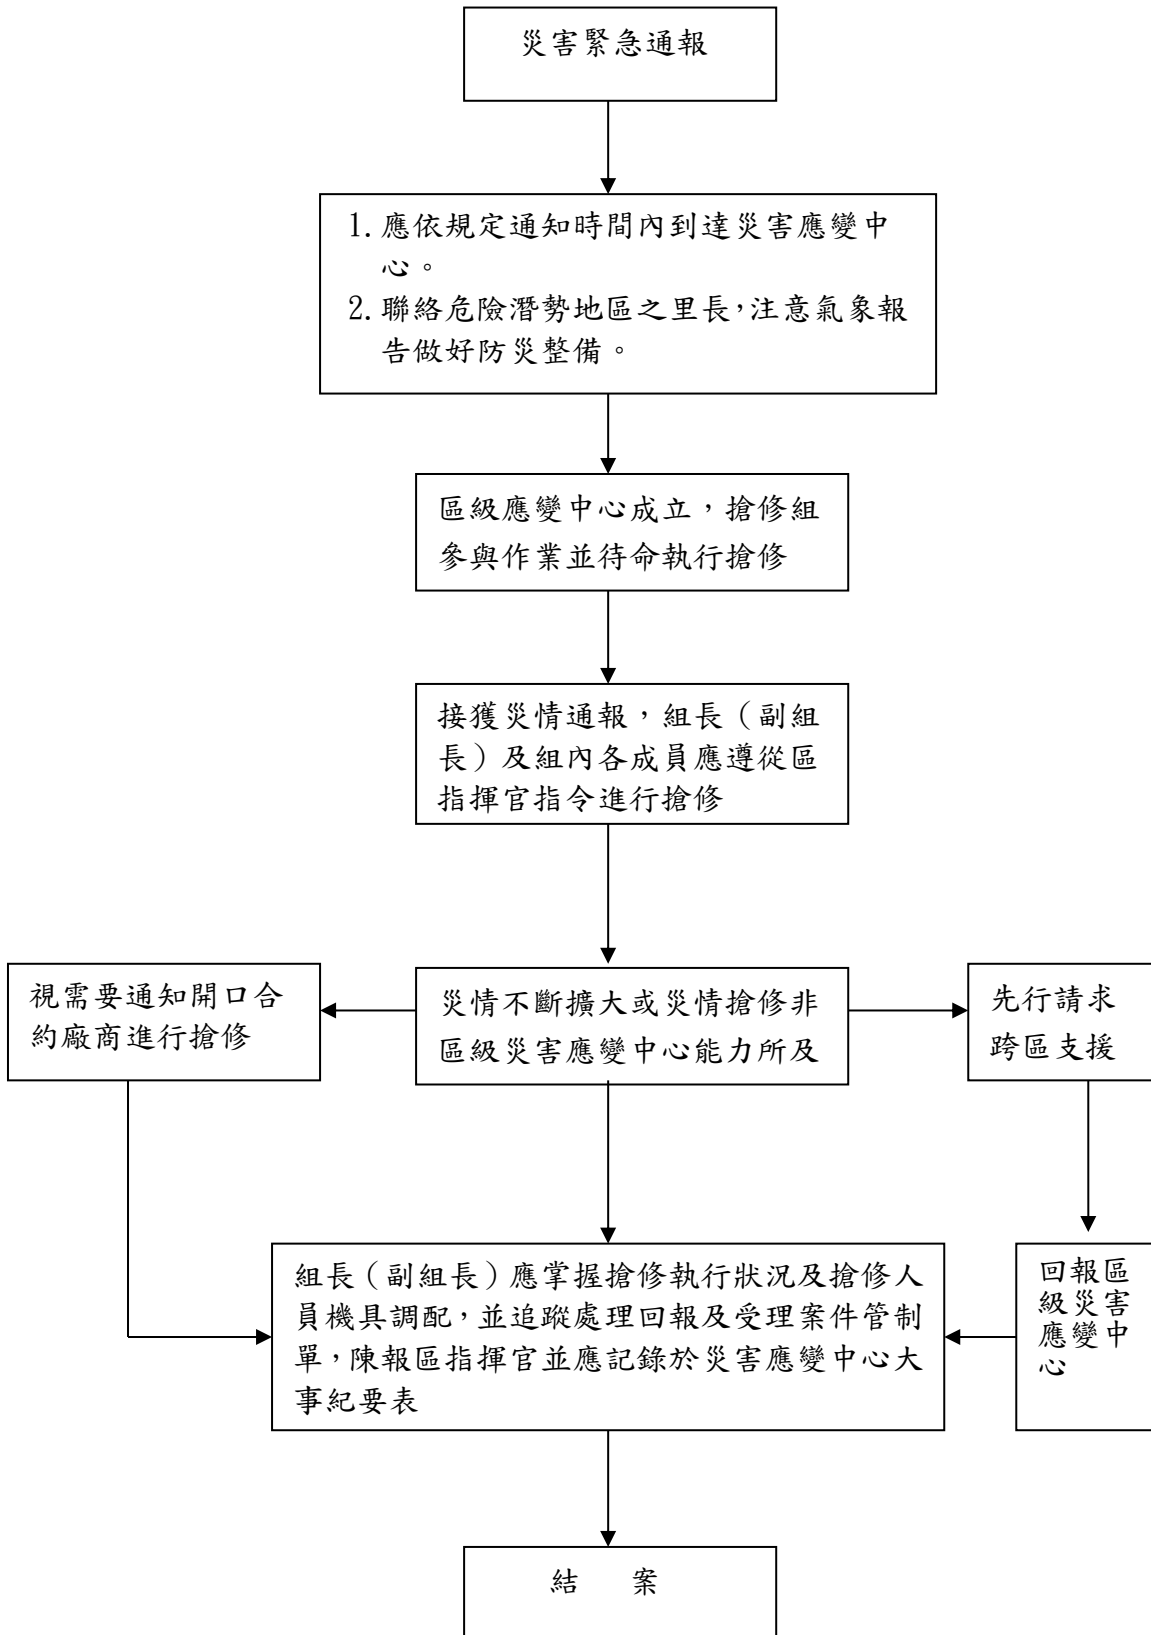 災害緊急通報
1. 應依規定通知時間內到達災害應變中
心。
2. 聯絡危險潛勢地區之里長,注意氣象報
告做好防災整備。
區級應變中心成立，搶修組
參與作業並待命執行搶修
接獲災情通報，組長（副組
長）及組內各成員應遵從區
指揮官指令進行搶修
視需要通知開口合
約廠商進行搶修
災情不斷擴大或災情搶修非
區級災害應變中心能力所及
先行請求
跨區支援
組長（副組長）應掌握搶修執行狀況及搶修人
員機具調配,並追蹤處理回報及受理案件管制
單,陳報區指揮官並應記錄於災害應變中心大
事紀要表
回報區
級災害
應變中
心
結　案